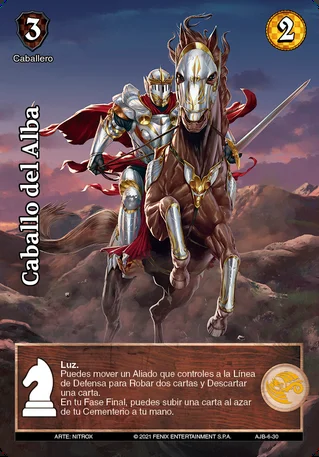 3
2
Caballero
Caballo del Alba
Luz.
Puedes mover un Aliado que controles a la Línea
de Defensa para Robar dos cartas y Descartar
una carta.
En tu Fase Final, puedes subir una carta al azar
de tu Cementerio a tu mano.
ARTE: NITROX
© 2021 FENIX ENTERTAINMENT S.P.A.
AJB-6-30